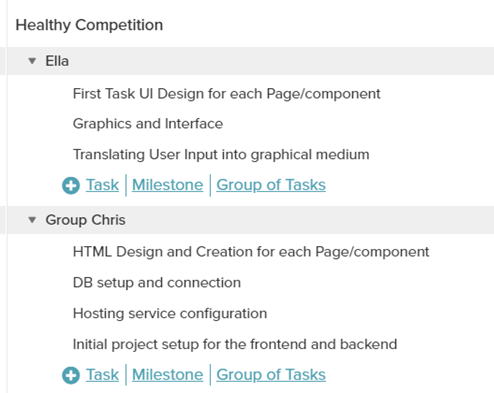 Healthy Competition
Ella
First Task UI Design for each Page/component
Graphics and Interface
Translating User Input into graphical medium
Task | Milestone | Group of Tasks
Group Chris
HTML Design and Creation for each Page/component
DB setup and connection
Hosting service configuration
Initial project setup for the frontend and backend
Task | Milestone | Group of Tasks